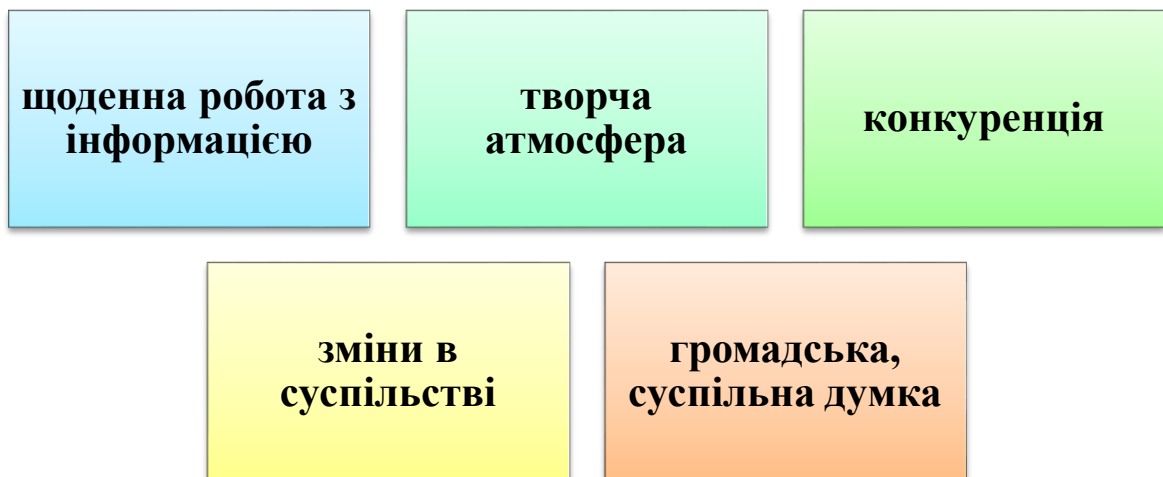 щоденна робота з
інформацією
творча
атмосфера
конкуренція
зміни в
суспільстві
громадська,
суспільна думка